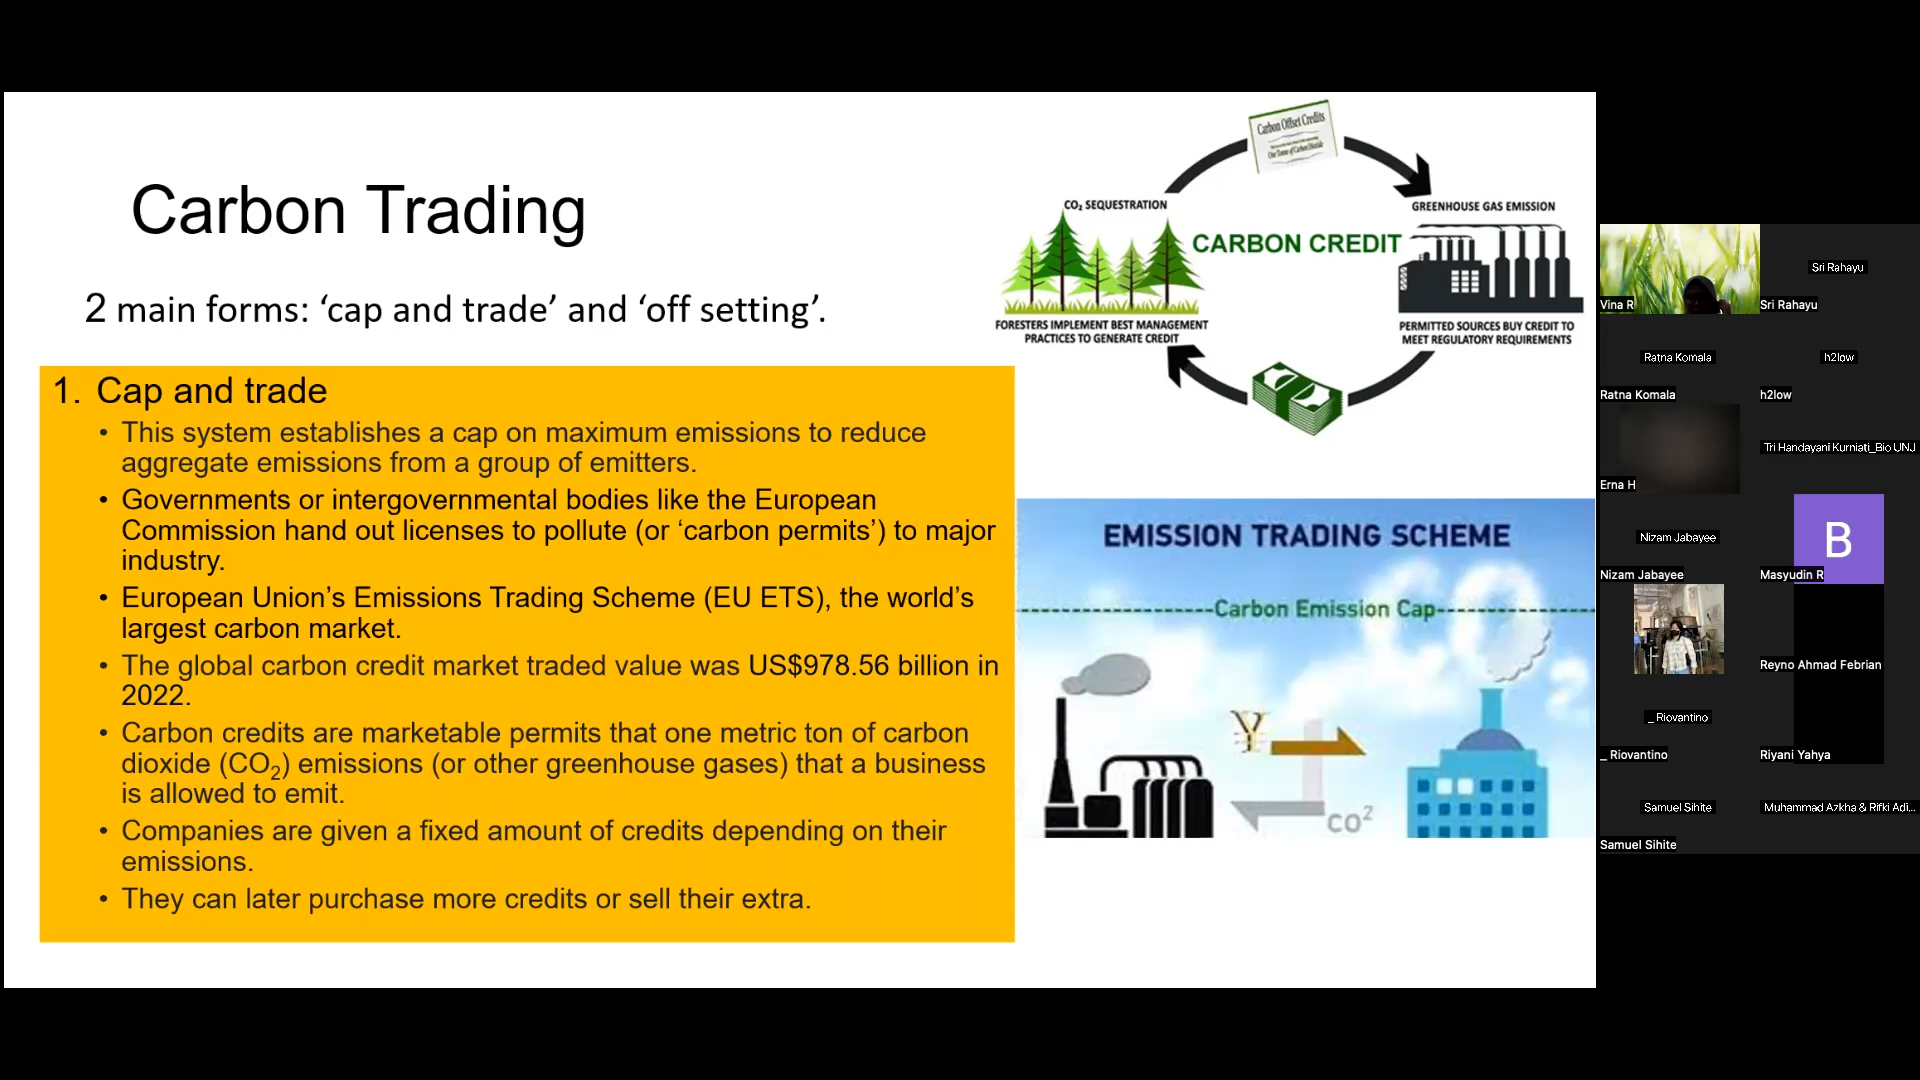 Carbon Trading
2 main forms: ‘cap and trade’ and ‘off setting’.
1. Cap and trade
• This system establishes a cap on maximum emissions to reduce
aggregate emissions from a group of emitters.
• Governments or intergovernmental bodies like the European
Commission hand out licenses to pollute (or ‘carbon permits’) to major
industry.
• European Union’s Emissions Trading Scheme (EU ETS), the world’s
largest carbon market.
• The global carbon credit market traded value was US$978.56 billion in
2022.
• Carbon credits are marketable permits that one metric ton of carbon
dioxide (CO₂) emissions (or other greenhouse gases) that a business
is allowed to emit.
• Companies are given a fixed amount of credits depending on their
emissions.
• They can later purchase more credits or sell their extra.
Carbon Offset Credits
One Tonne of Carbon Dioxide
CO₂ SEQUESTRATION
GREENHOUSE GAS EMISSION
CARBON CREDIT
FORESTERS IMPLEMENT BEST MANAGEMENT
PRACTICES TO GENERATE CREDIT
PERMITTED SOURCES BUY CREDIT TO
MEET REGULATORY REQUIREMENTS
EMISSION TRADING SCHEME
Carbon Emission Cap
CO₂
¥
CO²
Vina R
Sri Rahayu
Sri Rahayu
Ratna Komala
Ratna Komala
h2low
h2low
Erna H
Tri Handayani Kurniati_Bio UNJ
Nizam Jabayee
Nizam Jabayee
B
Masyudin R
Reyno Ahmad Febrian
_ Riovantino
_ Riovantino
Riyani Yahya
Samuel Sihite
Samuel Sihite
Muhammad Azkha & Rifki Adi...